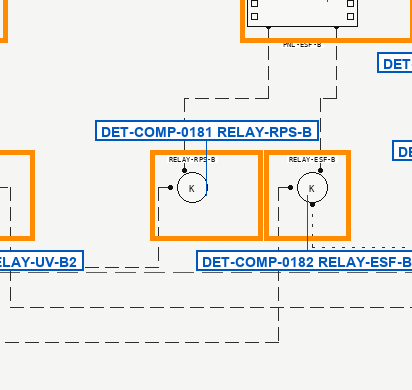 PNL-ESF-B
DET-
DET-COMP-0181 RELAY-RPS-B
DE
RELAY-RPS-B
RELAY-ESF-B
K
K
ELAY-UV-B2
DET-COMP-0182 RELAY-ESF-B